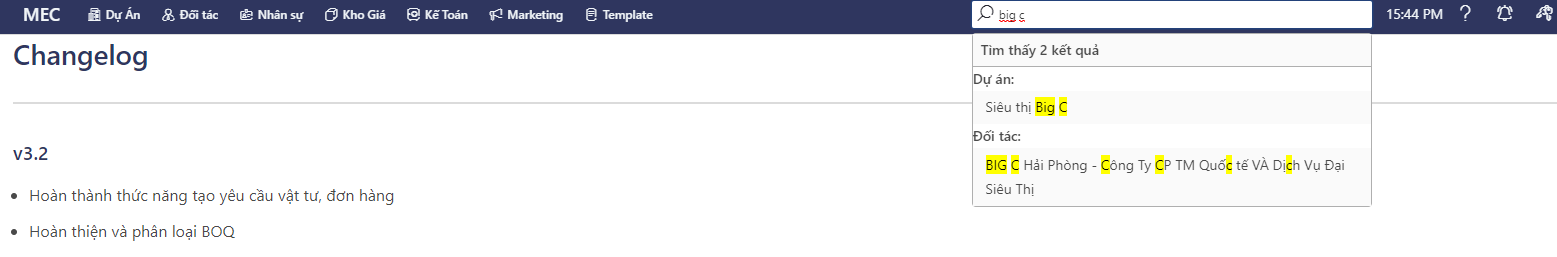 MEC Dự Án Đối tác Nhân sự Kho Giá Kế Toán Marketing Template big c 15:44 PM
Changelog
Tìm thấy 2 kết quả
Dự án:
Siêu thị Big C
Đối tác:
BIG C Hải Phòng - Công Ty CP TM Quốc tế VÀ Dịch Vụ Đại
Siêu Thị
v3.2
Hoàn thành thức năng tạo yêu cầu vật tư, đơn hàng
Hoàn thiện và phân loại BOQ